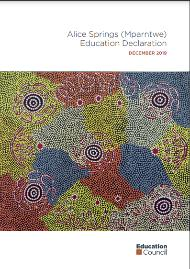 Alice Springs (Mparntwe)
Education Declaration
DECEMBER 2019
Education
Council